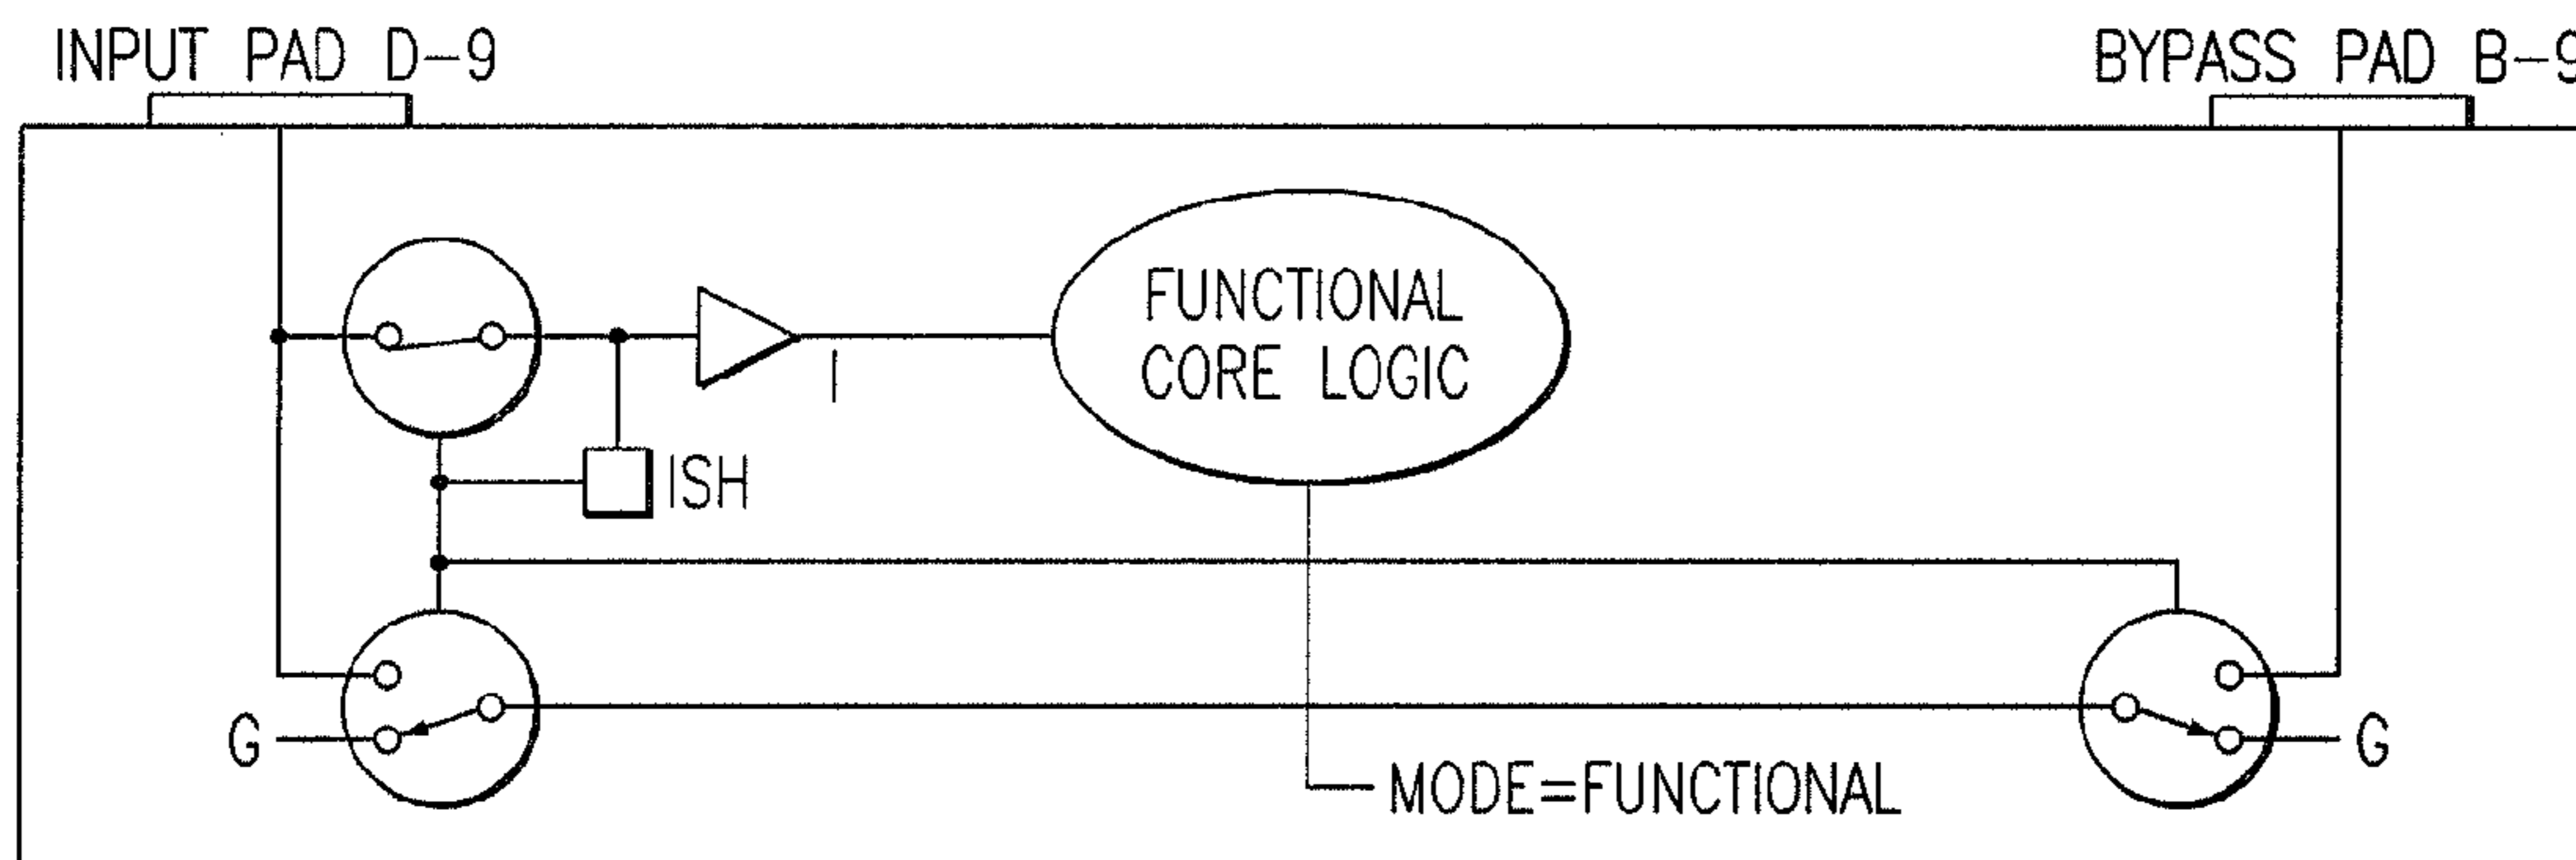 INPUT PAD D-9
BYPASS PAD B-9
FUNCTIONAL
CORE LOGIC
I
ISH
G
G
MODE=FUNCTIONAL